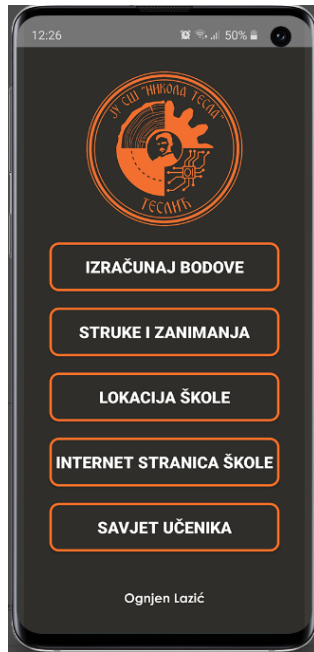 12:26
50%
ЈУ СШ "НИКОЛА ТЕСЛА"
ТЕСЛИЋ
IZRAČUNAJ BODOVE
STRUKE I ZANIMANJA
LOKACIJA ŠKOLE
INTERNET STRANICA ŠKOLE
SAVJET UČENIKA
Ognjen Lazić